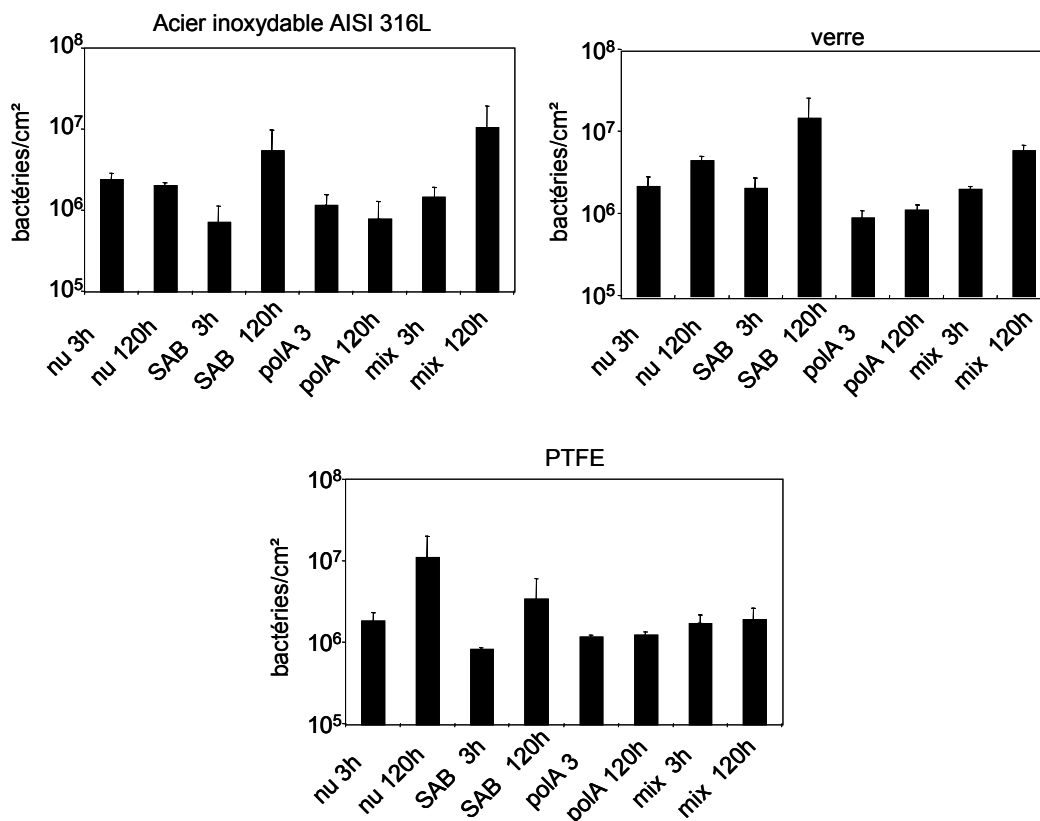 Acier inoxydable AISI 316L
bactéries/cm²
10⁸
10⁷
10⁶
10⁵
nu 3h
nu 120h
SAB 3h
SAB 120h
polA 3
polA 120h
mix 3h
mix 120h
verre
bactéries/cm²
10⁸
10⁷
10⁶
10⁵
nu 3h
nu 120h
SAB 3h
SAB 120h
polA 3
polA 120h
mix 3h
mix 120h
PTFE
bactéries/cm²
10⁸
10⁷
10⁶
10⁵
nu 3h
nu 120h
SAB 3h
SAB 120h
polA 3
polA 120h
mix 3h
mix 120h